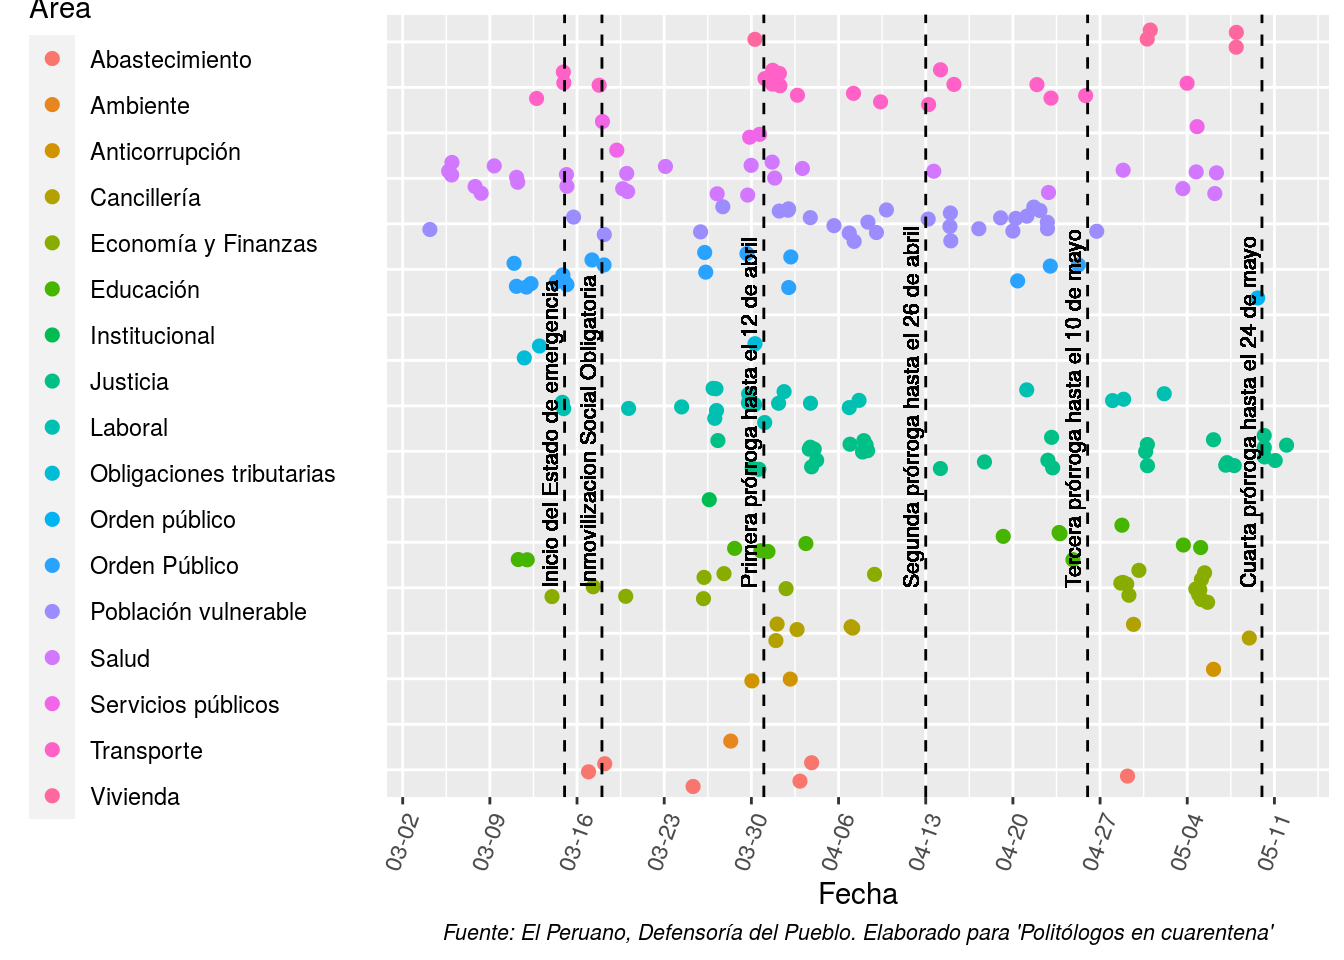 Área
Abastecimiento
Ambiente
Anticorrupción
Cancillería
Economía y Finanzas
Educación
Institucional
Justicia
Laboral
Obligaciones tributarias
Orden público
Orden Público
Población vulnerable
Salud
Servicios públicos
Transporte
Vivienda
Inicio del Estado de emergencia
Inmovilizacion Social Obligatoria
Primera prórroga hasta el 12 de abril
Segunda prórroga hasta el 26 de abril
Tercera prórroga hasta el 10 de mayo
Cuarta prórroga hasta el 24 de mayo
03-02
03-09
03-16
03-23
03-30
04-06
04-13
04-20
04-27
05-04
05-11
Fecha
Fuente: El Peruano, Defensoría del Pueblo. Elaborado para 'Politólogos en cuarentena'